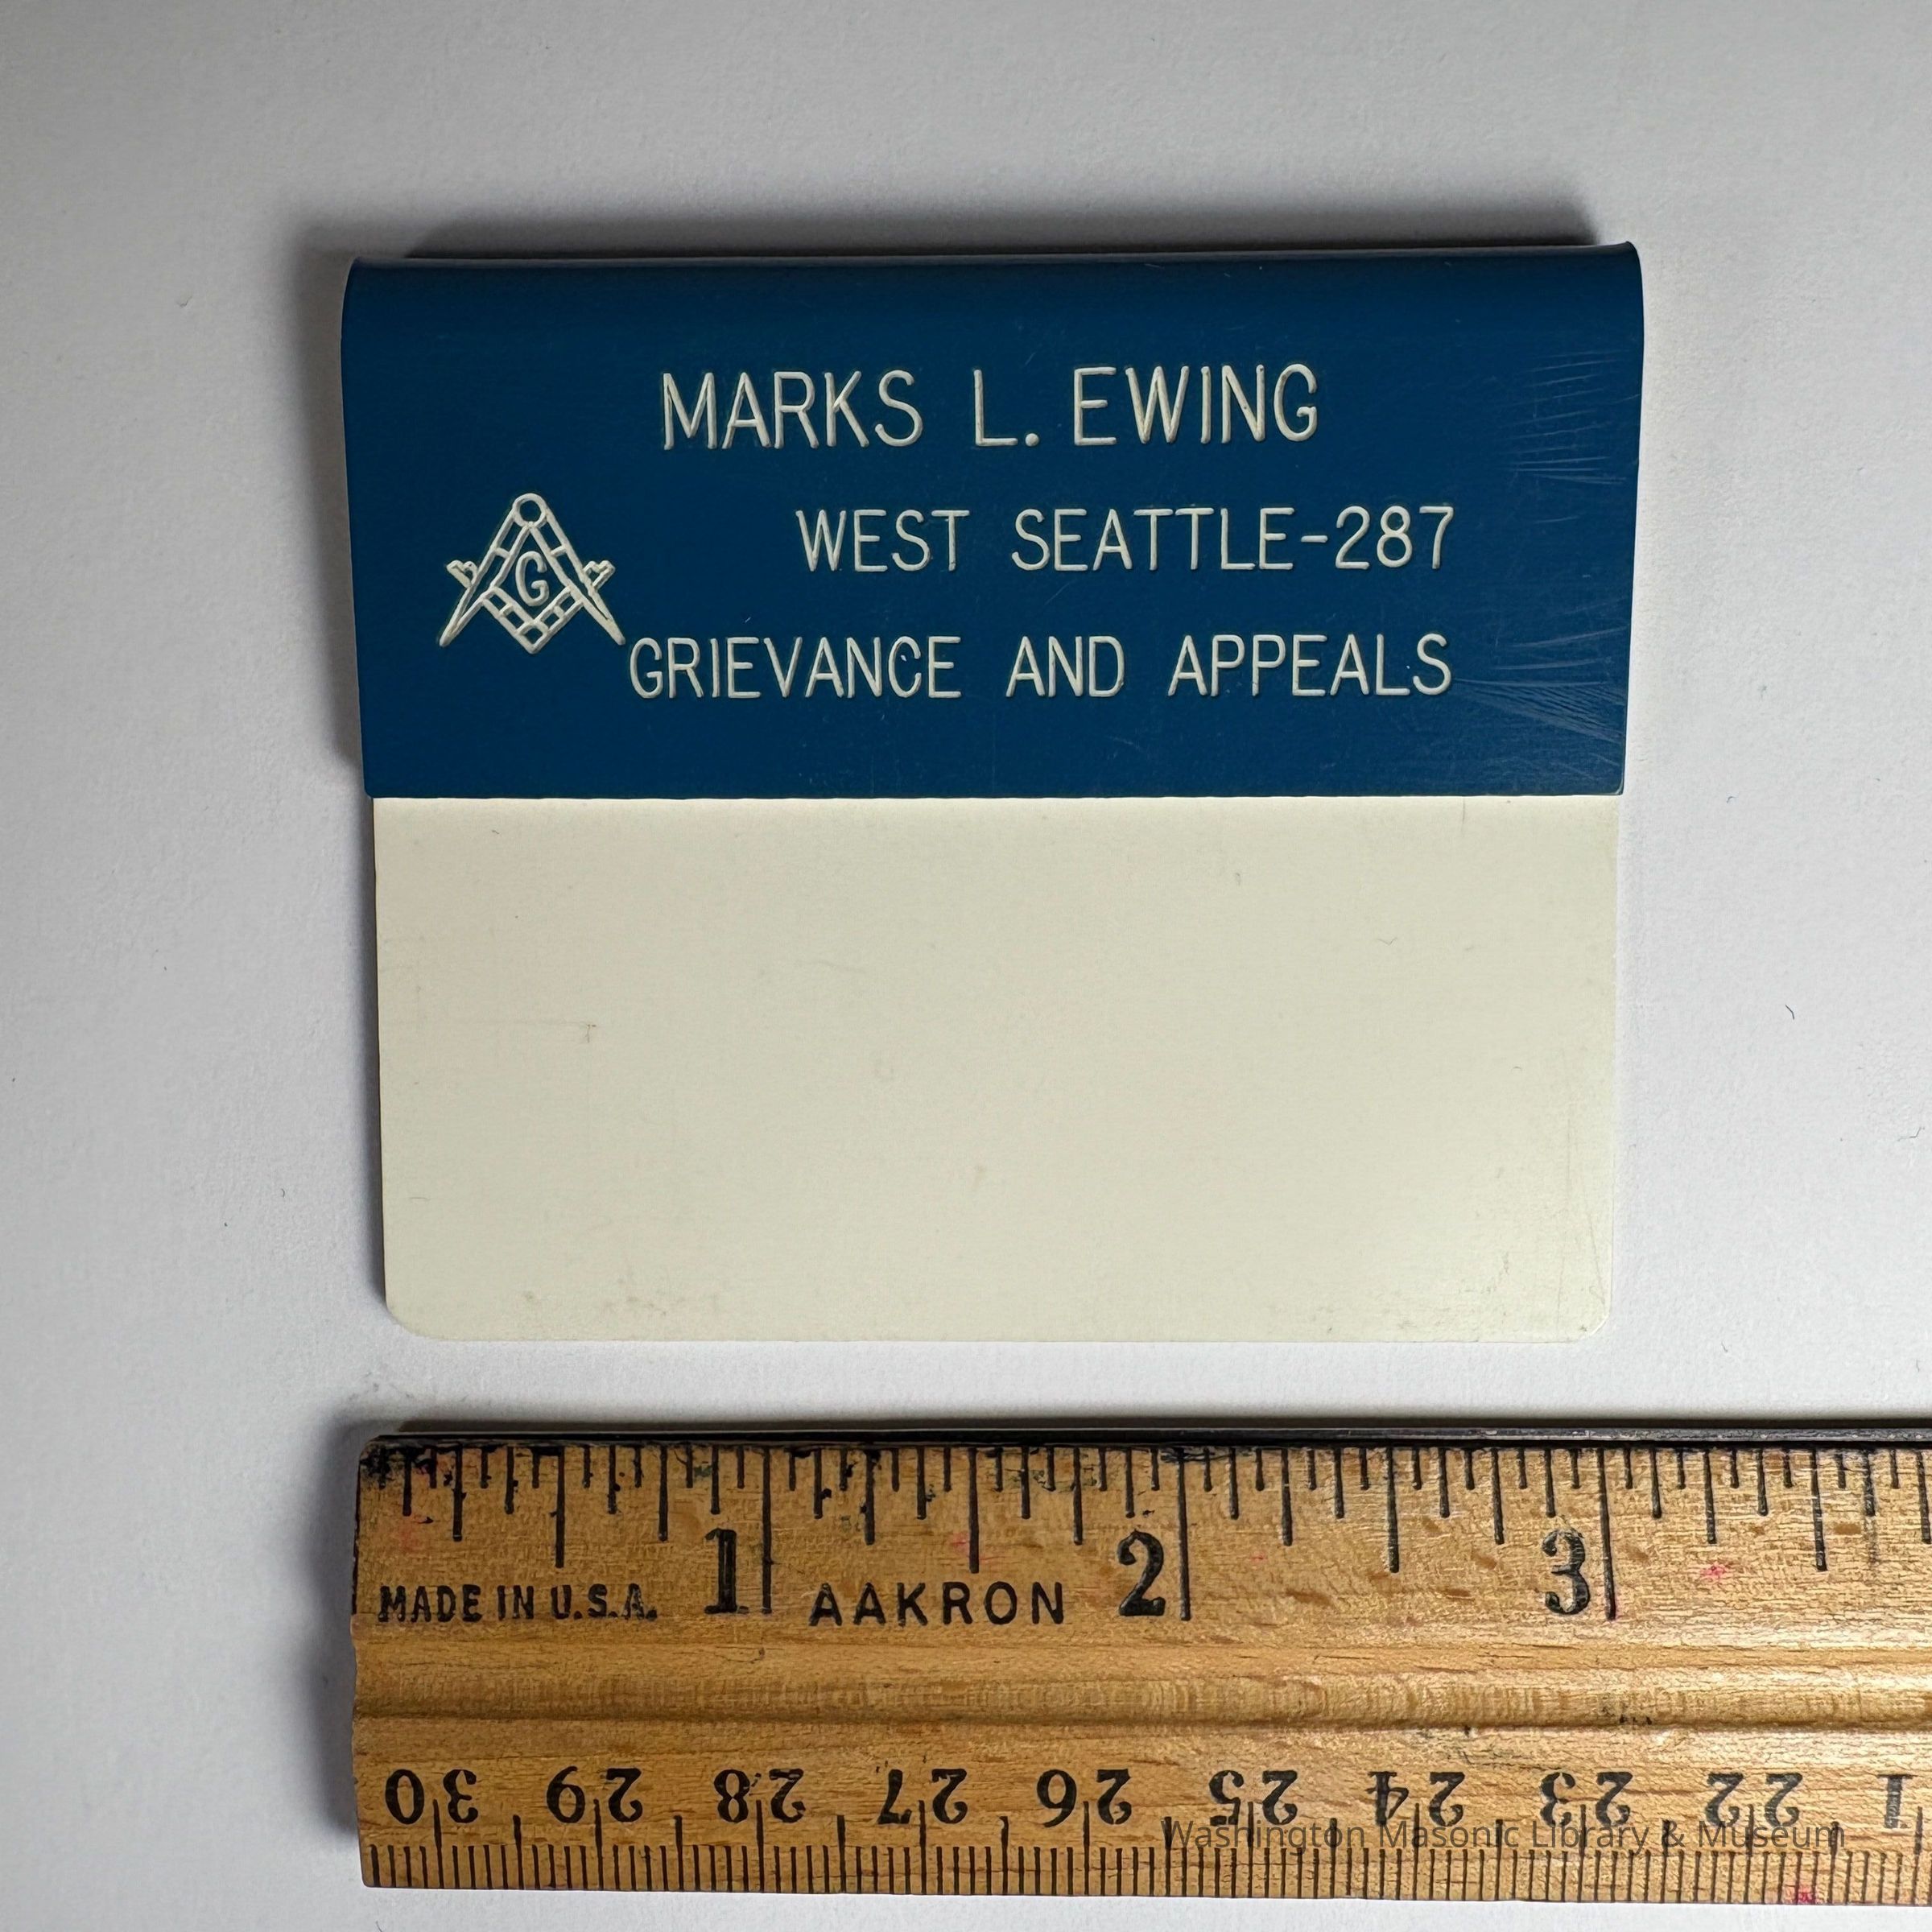 MARKS L. EWING
G
WEST SEATTLE-287
GRIEVANCE AND APPEALS
1 2 3
MADE IN U.S.A. AAKRON
30 29 28 27 26 25 24 23 22
Washington Masonic Library & Museum